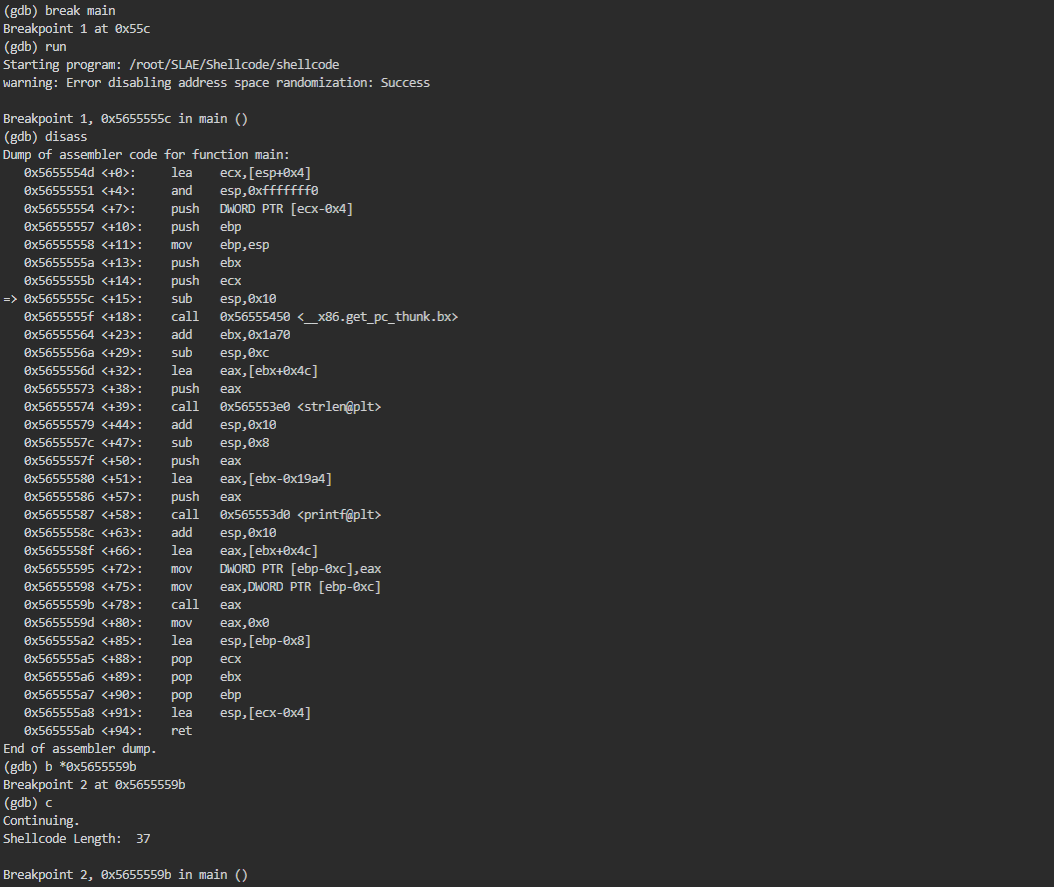 (gdb) break main
Breakpoint 1 at 0x55c
(gdb) run
Starting program: /root/SLAE/Shellcode/shellcode
warning: Error disabling address space randomization: Success
Breakpoint 1, 0x5655555c in main ()
(gdb) disass
Dump of assembler code for function main:
   0x5655554d <+0>:     lea    ecx,[esp+0x4]
   0x56555551 <+4>:     and    esp,0xfffffff0
   0x56555554 <+7>:     push   DWORD PTR [ecx-0x4]
   0x56555557 <+10>:    push   ebp
   0x56555558 <+11>:    mov    ebp,esp
   0x5655555a <+13>:    push   ebx
   0x5655555b <+14>:    push   ecx
=> 0x5655555c <+15>:    sub    esp,0x10
   0x5655555f <+18>:    call   0x56555450 <__x86.get_pc_thunk.bx>
   0x56555564 <+23>:    add    ebx,0x1a70
   0x5655556a <+29>:    sub    esp,0xc
   0x5655556d <+32>:    lea    eax,[ebx+0x4c]
   0x56555573 <+38>:    push   eax
   0x56555574 <+39>:    call   0x565553e0 <strlen@plt>
   0x56555579 <+44>:    add    esp,0x10
   0x5655557c <+47>:    sub    esp,0x8
   0x5655557f <+50>:    push   eax
   0x56555580 <+51>:    lea    eax,[ebx-0x19a4]
   0x56555586 <+57>:    push   eax
   0x56555587 <+58>:    call   0x565553d0 <printf@plt>
   0x5655558c <+63>:    add    esp,0x10
   0x5655558f <+66>:    lea    eax,[ebx+0x4c]
   0x56555595 <+72>:    mov    DWORD PTR [ebp-0xc],eax
   0x56555598 <+75>:    mov    eax,DWORD PTR [ebp-0xc]
   0x5655559b <+78>:    call   eax
   0x5655559d <+80>:    mov    eax,0x0
   0x565555a2 <+85>:    lea    esp,[ebp-0x8]
   0x565555a5 <+88>:    pop    ecx
   0x565555a6 <+89>:    pop    ebx
   0x565555a7 <+90>:    pop    ebp
   0x565555a8 <+91>:    lea    esp,[ecx-0x4]
   0x565555ab <+94>:    ret
End of assembler dump.
(gdb) b *0x5655559b
Breakpoint 2 at 0x5655559b
(gdb) c
Continuing.
Shellcode Length:  37
Breakpoint 2, 0x5655559b in main ()